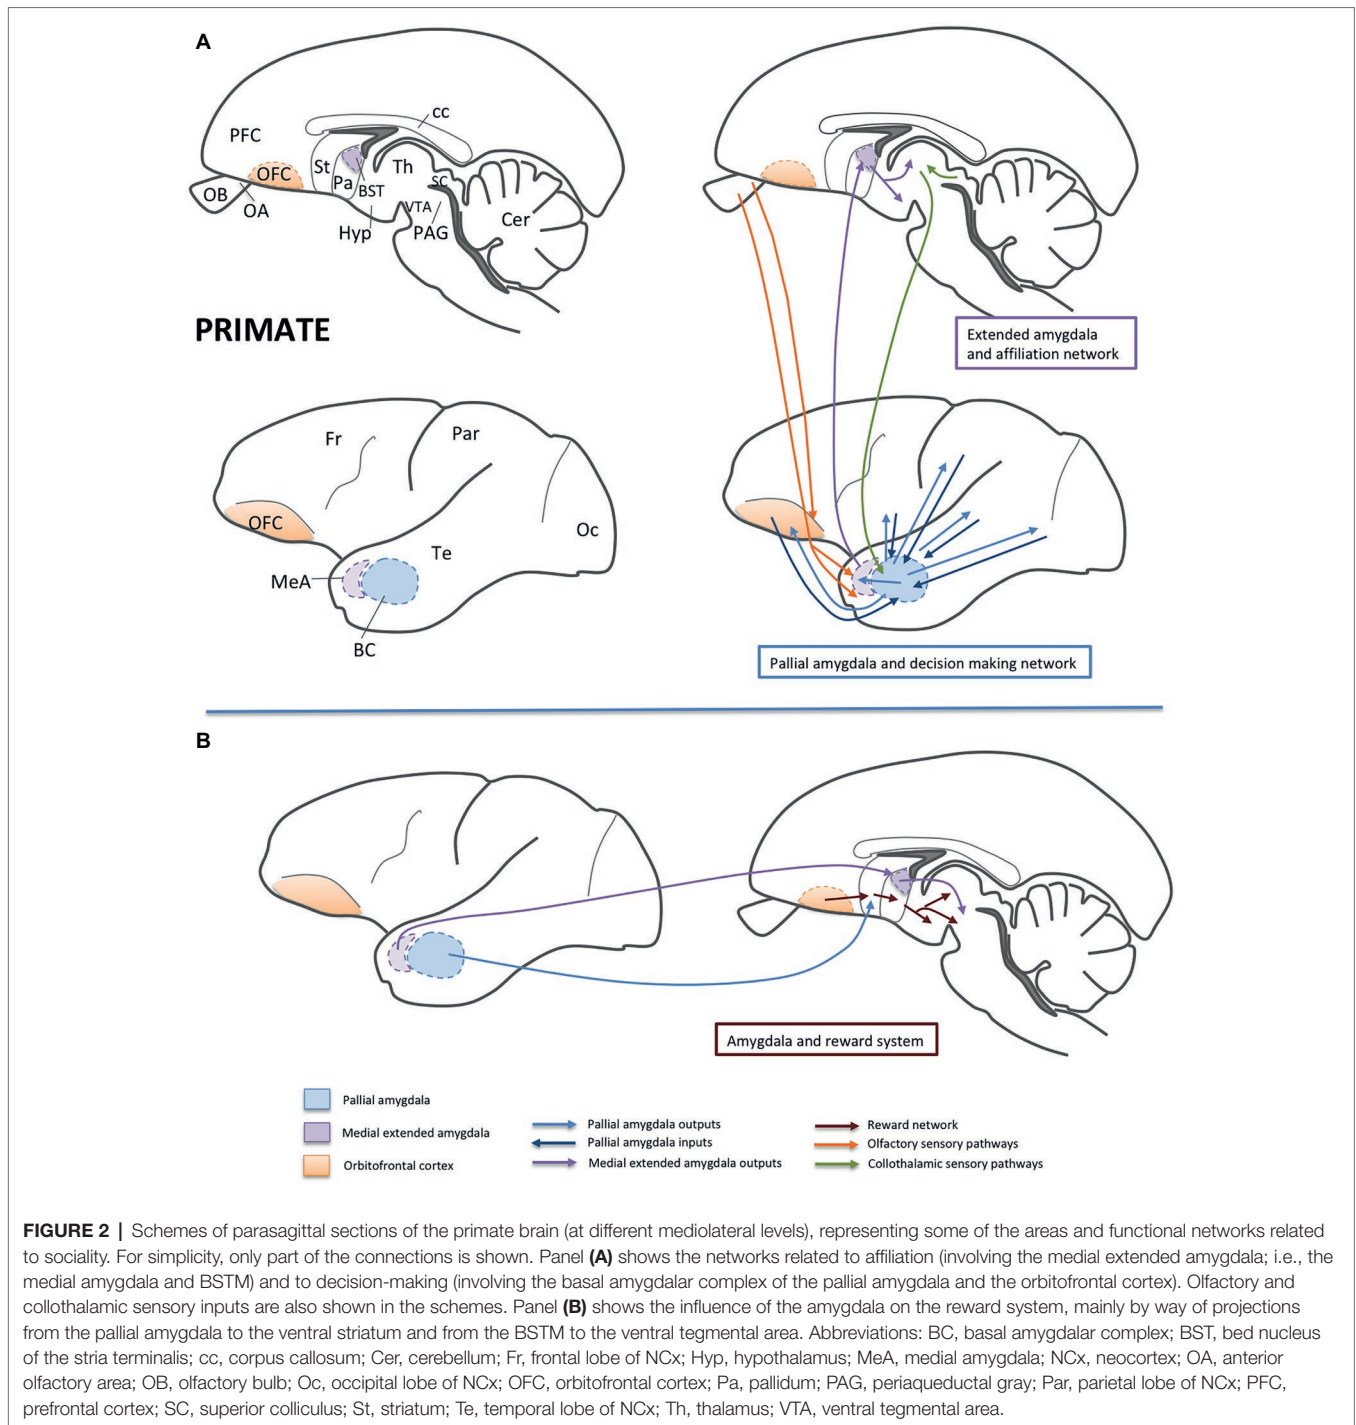 A
PFC
cc
OFC
St
Pa
BST
Th
SC
OB
OA
VTA
Hyp
PAG
Cer
PRIMATE
Extended amygdala
and affiliation network
Fr
Par
OFC
Oc
Te
MeA
BC
Pallial amygdala and decision making network
B
Amygdala and reward system
Pallial amygdala
Medial extended amygdala
Orbitofrontal cortex
Pallial amygdala outputs
Pallial amygdala inputs
Medial extended amygdala outputs
Reward network
Olfactory sensory pathways
Collothalamic sensory pathways
FIGURE 2 | Schemes of parasagittal sections of the primate brain (at different mediolateral levels), representing some of the areas and functional networks related
to sociality. For simplicity, only part of the connections is shown. Panel (A) shows the networks related to affiliation (involving the medial extended amygdala; i.e., the
medial amygdala and BSTM) and to decision-making (involving the basal amygdalar complex of the pallial amygdala and the orbitofrontal cortex). Olfactory and
collothalamic sensory inputs are also shown in the schemes. Panel (B) shows the influence of the amygdala on the reward system, mainly by way of projections
from the pallial amygdala to the ventral striatum and from the BSTM to the ventral tegmental area. Abbreviations: BC, basal amygdalar complex; BST, bed nucleus
of the stria terminalis; cc, corpus callosum; Cer, cerebellum; Fr, frontal lobe of NCx; Hyp, hypothalamus; MeA, medial amygdala; NCx, neocortex; OA, anterior
olfactory area; OB, olfactory bulb; Oc, occipital lobe of NCx; OFC, orbitofrontal cortex; Pa, pallidum; PAG, periaqueductal gray; Par, parietal lobe of NCx; PFC,
prefrontal cortex; SC, superior colliculus; St, striatum; Te, temporal lobe of NCx; Th, thalamus; VTA, ventral tegmental area.